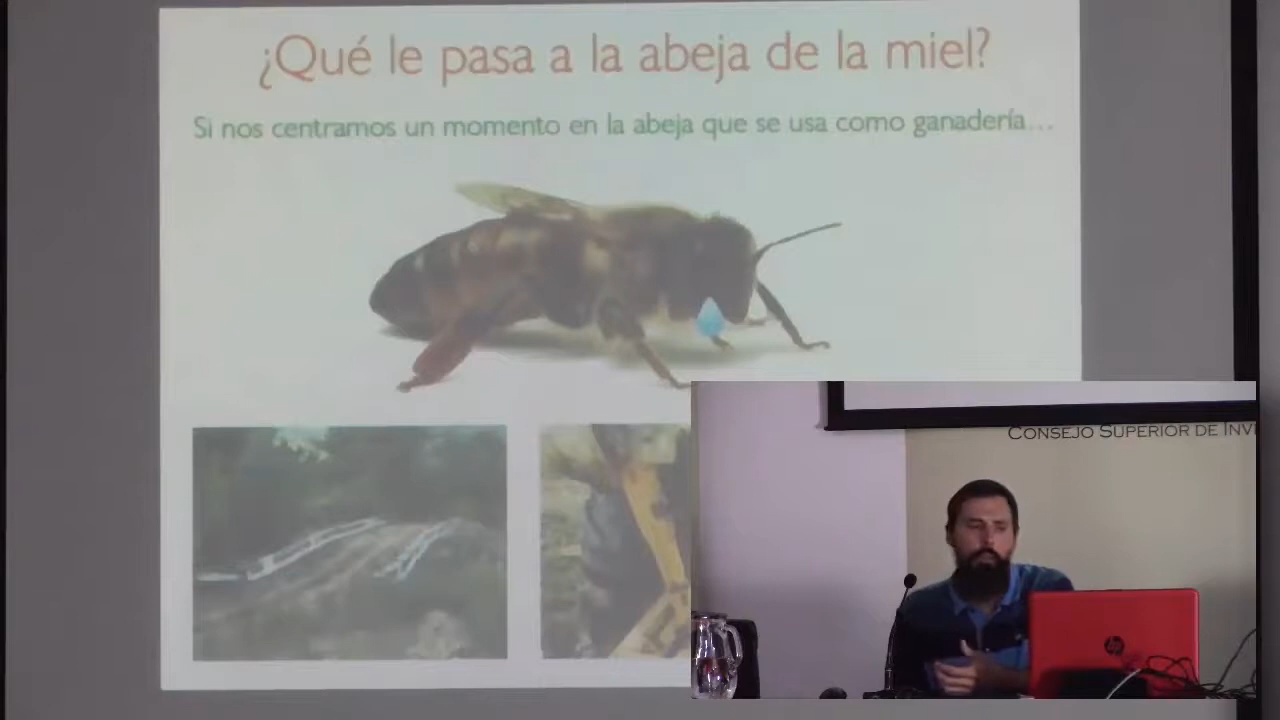 ¿Qué le pasa a la abeja de la miel?
Si nos centramos un momento en la abeja que se usa como ganadería...
CONSEJO SUPERIOR DE INV
hp